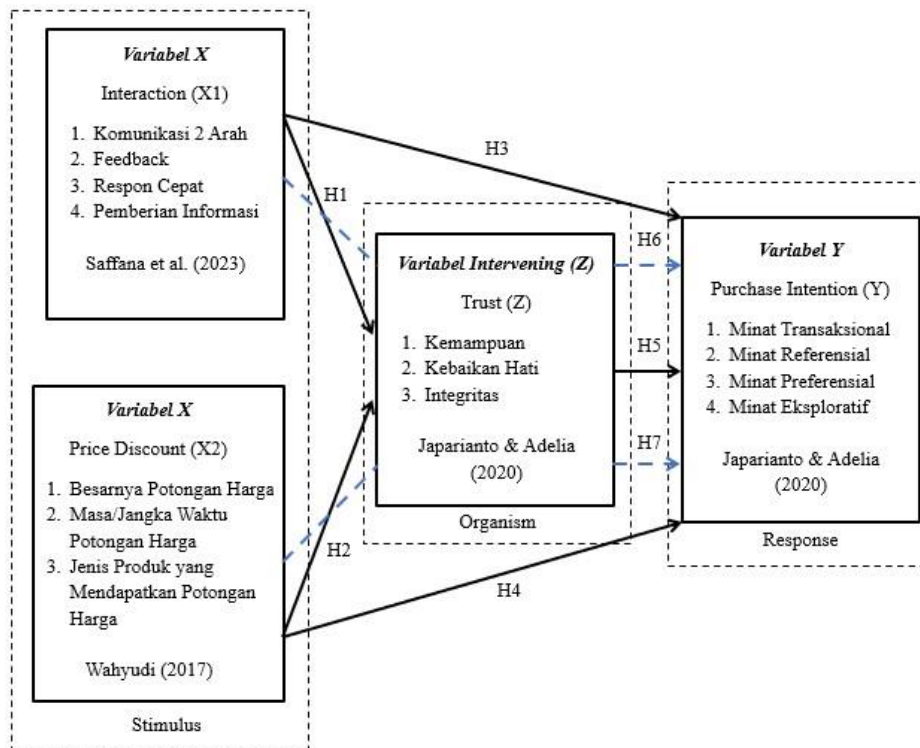 Variabel X
Interaction (X1)
1. Komunikasi 2 Arah
2. Feedback
3. Respon Cepat
4. Pemberian Informasi
Saffana et al. (2023)
Variabel X
Price Discount (X2)
1. Besarnya Potongan Harga
2. Masa/Jangka Waktu
Potongan Harga
3. Jenis Produk yang
Mendapatkan Potongan
Harga
Wahyudi (2017)
Stimulus
H1
H2
H3
H4
Variabel Intervening (Z)
Trust (Z)
1. Kemampuan
2. Kebaikan Hati
3. Integritas
Japarianto & Adelia
(2020)
Organism
H6
H5
H7
Variabel Y
Purchase Intention (Y)
1. Minat Transaksional
2. Minat Referensial
3. Minat Preferensial
4. Minat Eksploratif
Japarianto & Adelia
(2020)
Response